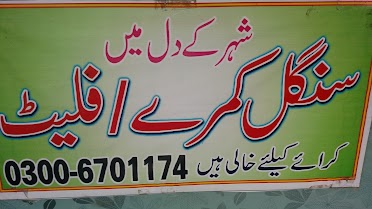 شہر کے دل میں
سنگل کمرے / فلیٹ
کرائے کیلئے خالی ہیں 0300-6701174